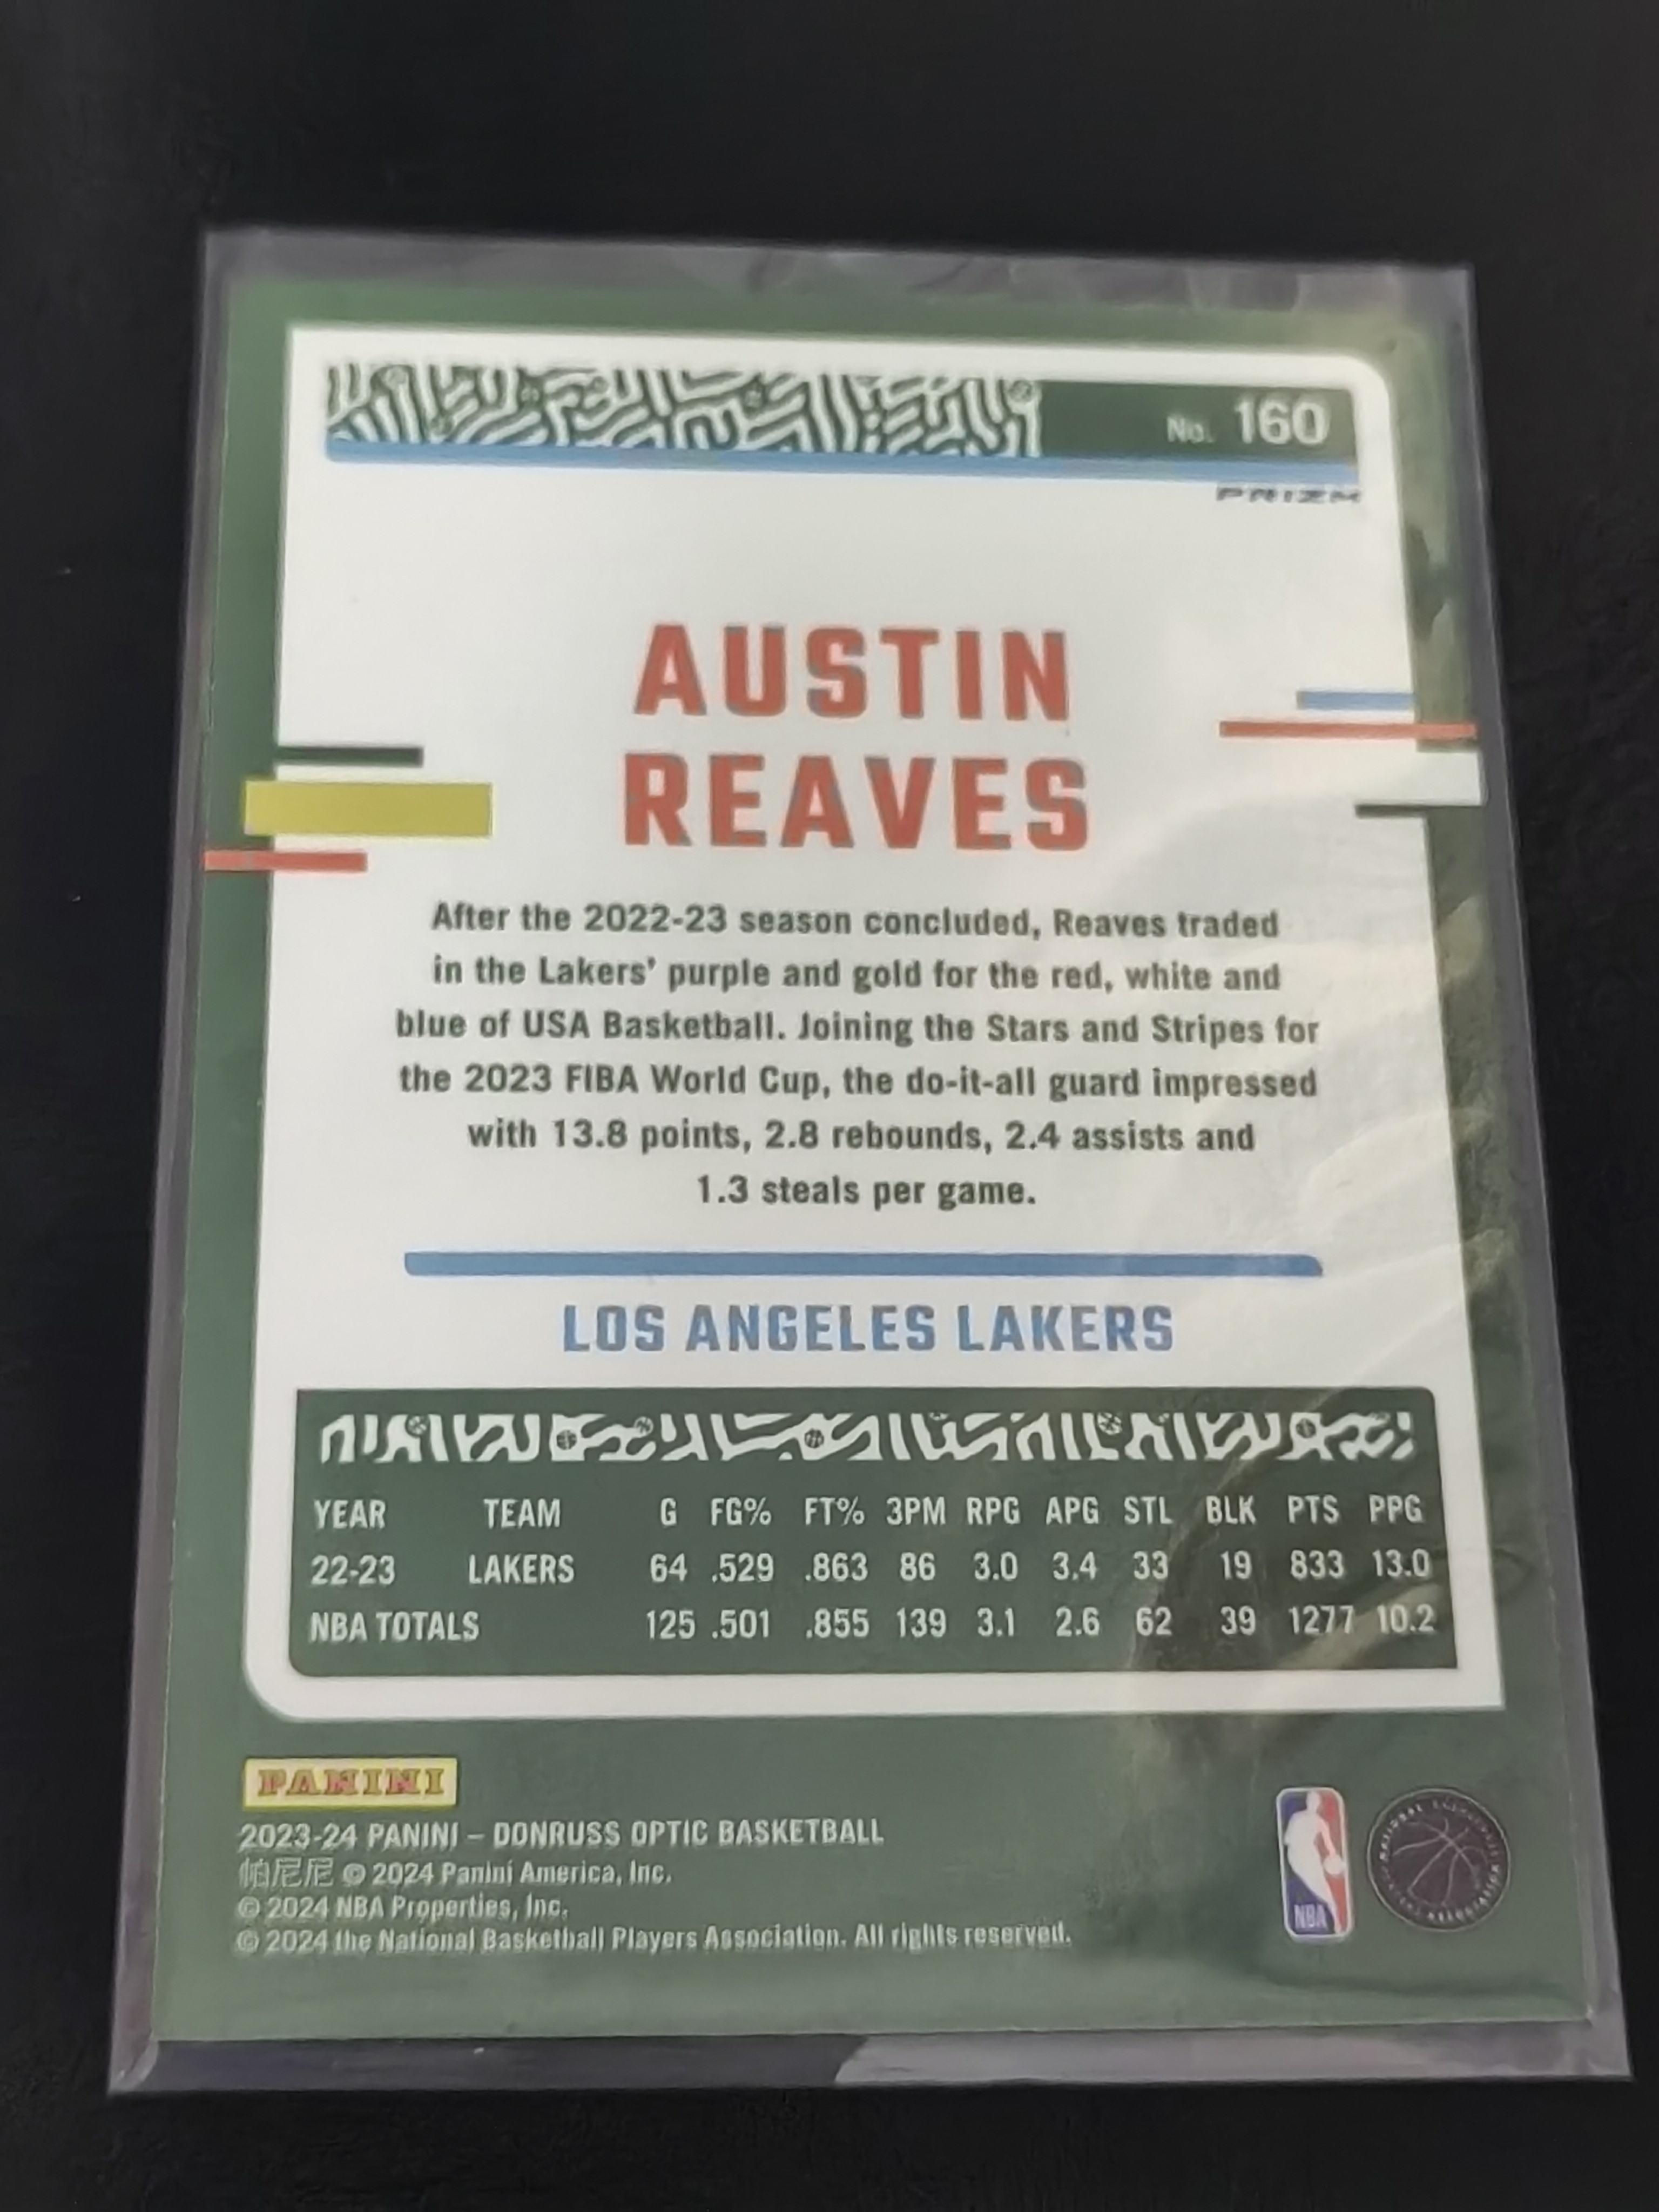 No. 160
PRIZM
AUSTIN
REAVES
After the 2022-23 season concluded, Reaves traded
in the Lakers' purple and gold for the red, white and
blue of USA Basketball. Joining the Stars and Stripes for
the 2023 FIBA World Cup, the do-it-all guard impressed
with 13.8 points, 2.8 rebounds, 2.4 assists and
1.3 steals per game.
LOS ANGELES LAKERS
YEAR TEAM G FG% FT% 3PM RPG APG STL BLK PTS PPG
22-23 LAKERS 64 .529 .863 86 3.0 3.4 33 19 833 13.0
NBA TOTALS 125 .501 .855 139 3.1 2.6 62 39 1277 10.2
PANINI
2023-24 PANINI – DONRUSS OPTIC BASKETBALL
帕尼尼 © 2024 Panini America, Inc.
© 2024 NBA Properties, Inc.
© 2024 the National Basketball Players Association. All rights reserved.
NBA